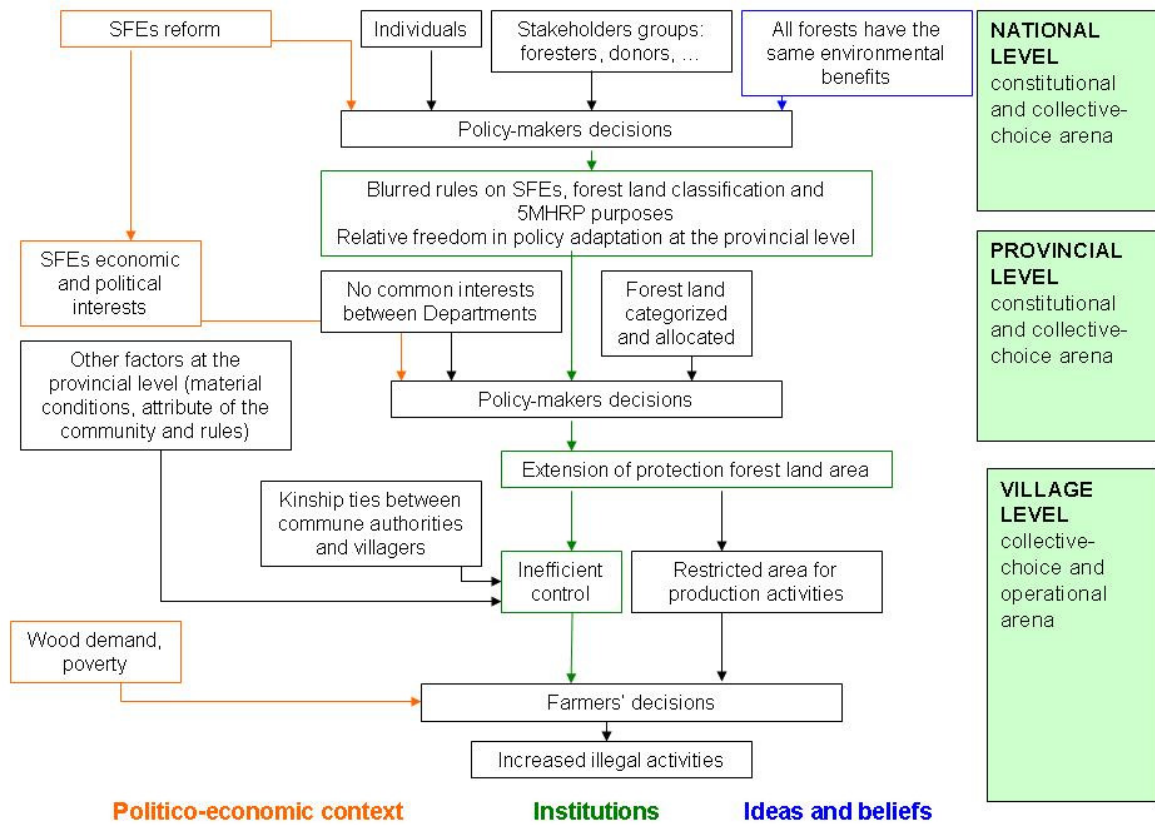 SFEs reform
Individuals
Stakeholders groups:
foresters, donors, ...
All forests have the
same environmental
benefits
NATIONAL
LEVEL
constitutional
and collective-
choice arena
Policy-makers decisions
Blurred rules on SFEs, forest land classification and
5MHRP purposes
Relative freedom in policy adaptation at the provincial level
SFEs economic
and political
interests
No common interests
between Departments
Forest land
categorized
and allocated
PROVINCIAL
LEVEL
constitutional
and collective-
choice arena
Other factors at the
provincial level (material
conditions, attribute of the
community and rules)
Policy-makers decisions
Extension of protection forest land area
Kinship ties between
commune authorities
and villagers
Inefficient
control
Restricted area for
production activities
VILLAGE
LEVEL
collective-
choice and
operational
arena
Wood demand,
poverty
Farmers' decisions
Increased illegal activities
Politico-economic context
Institutions
Ideas and beliefs